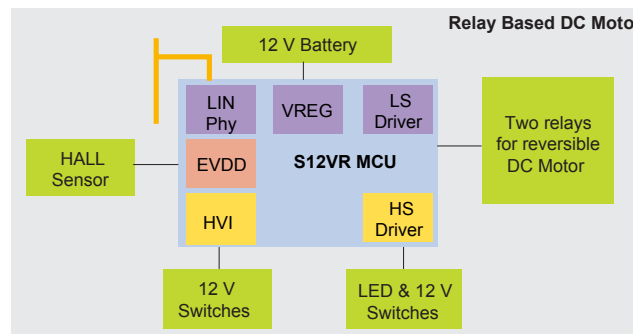 Relay Based DC Moto
12 V Battery
LIN
Phy
VREG
LS
Driver
HALL
Sensor
EVDD
S12VR MCU
Two relays
for reversible
DC Motor
HVI
HS
Driver
12 V
Switches
LED & 12 V
Switches